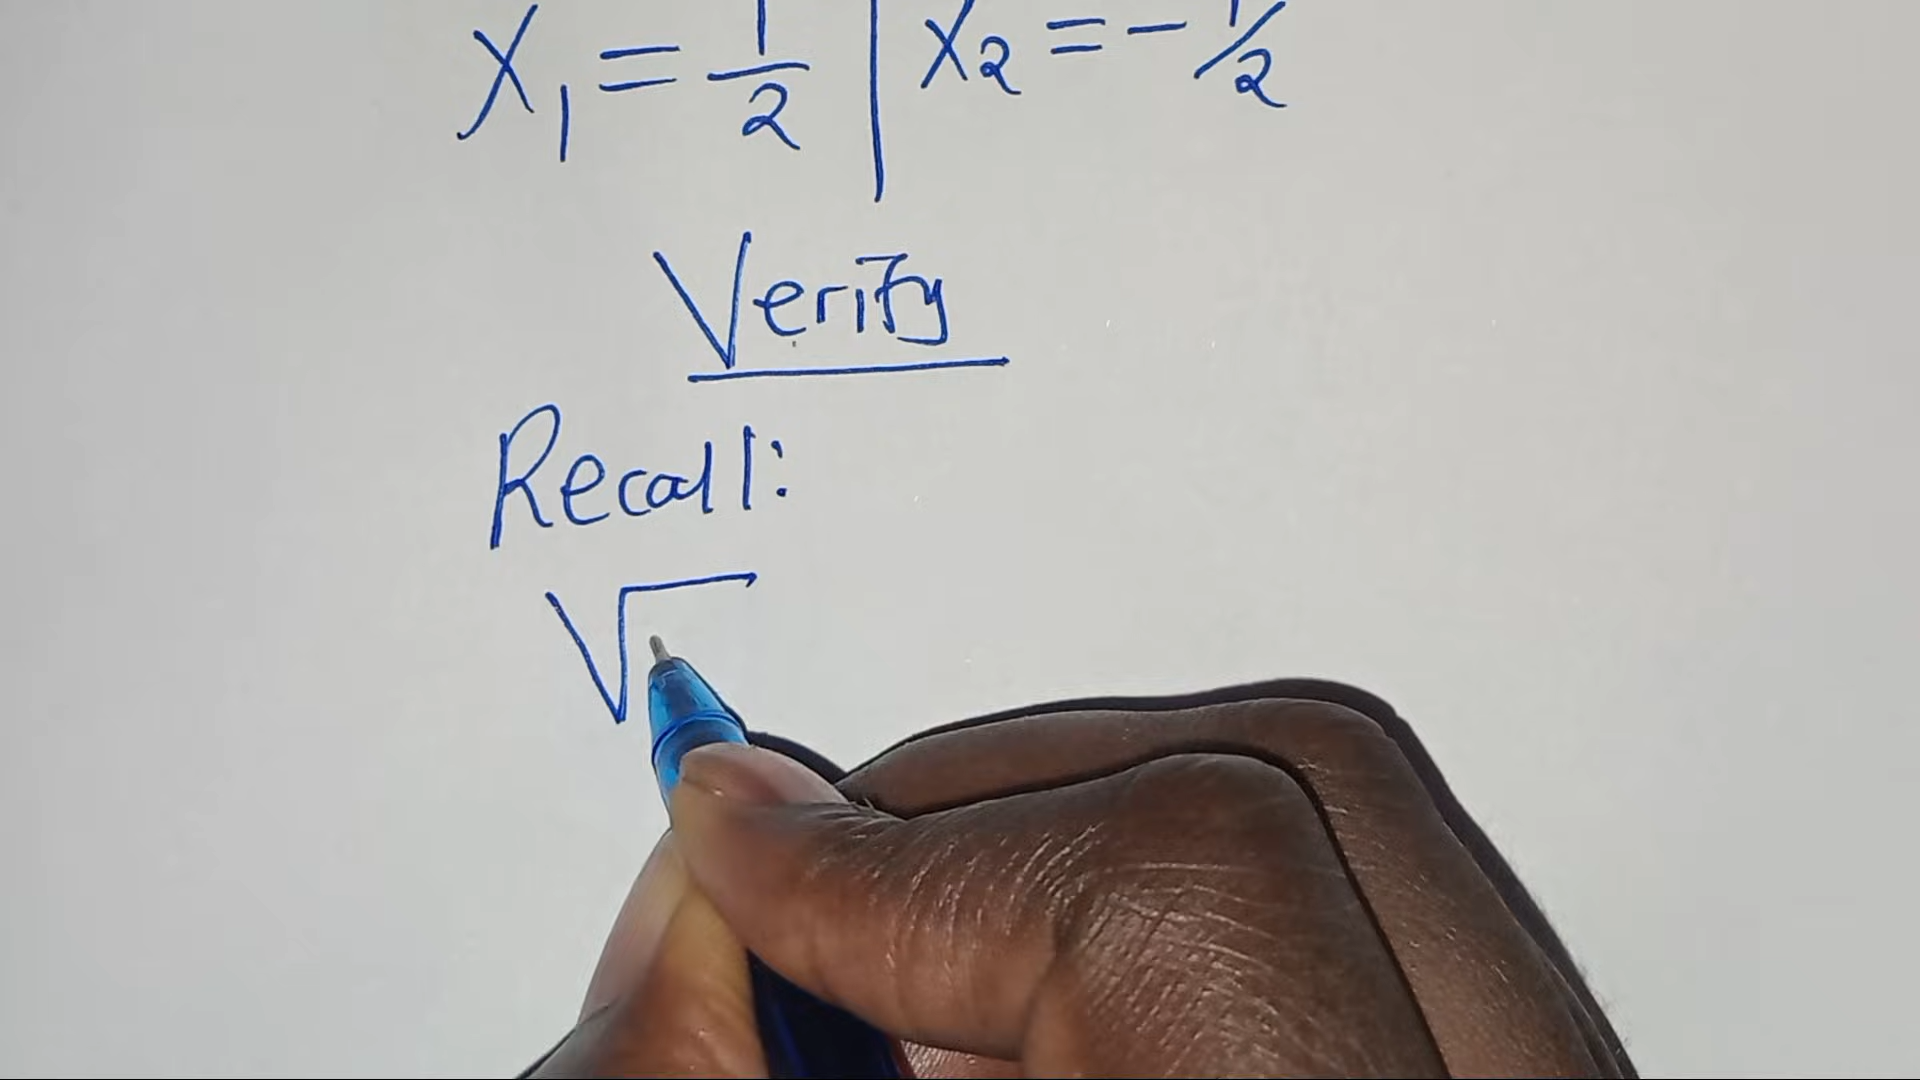 X₁ = 1/2 | X₂ = -1/2
Verify
Recall:
√